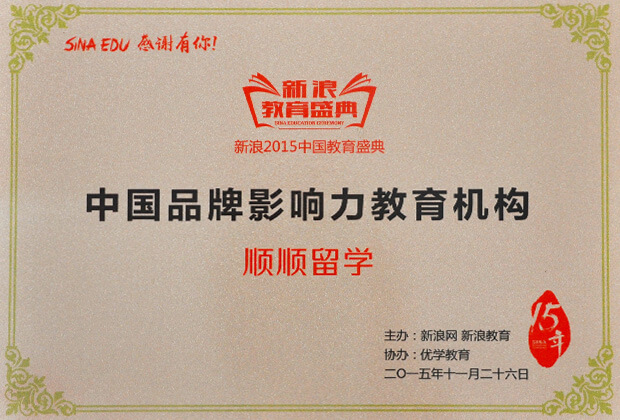 SINA EDU 感谢有你!
新浪
教育盛典
SINA EDUCATION CEREMONY
新浪2015中国教育盛典
中国品牌影响力教育机构
顺顺留学
15年
SINA
主办：新浪网 新浪教育
协办：优学教育
二〇一五年十一月二十六日